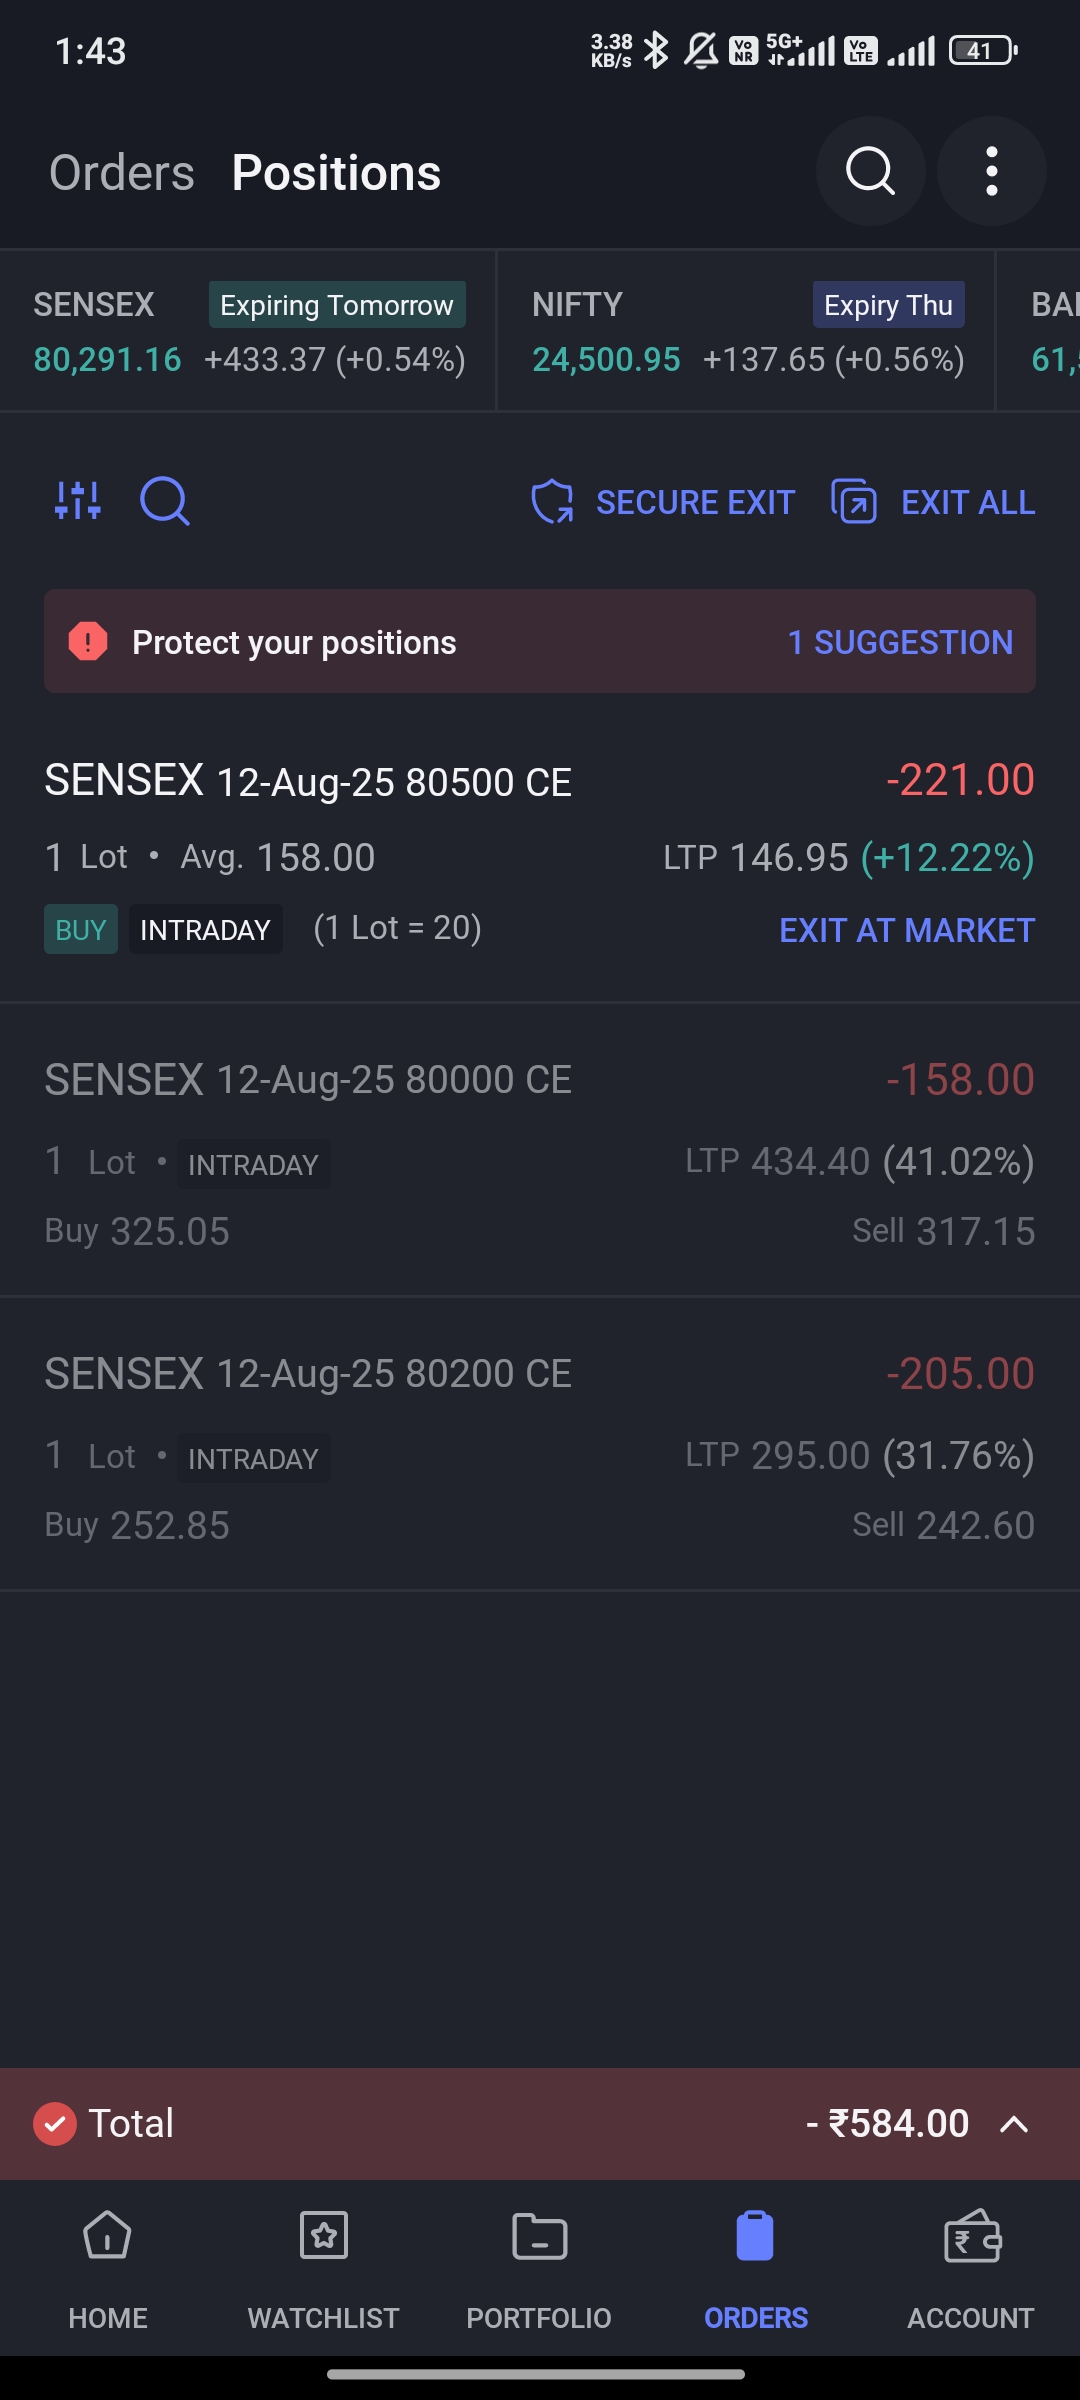 1:43 3.38 KB/s Vo NR 5G+ Vo LTE 41
Orders Positions
SENSEX Expiring Tomorrow NIFTY Expiry Thu
80,291.16 +433.37 (+0.54%) 24,500.95 +137.65 (+0.56%)
SECURE EXIT EXIT ALL
Protect your positions 1 SUGGESTION
SENSEX 12-Aug-25 80500 CE -221.00
1 Lot • Avg. 158.00 LTP 146.95 (+12.22%)
BUY INTRADAY (1 Lot = 20) EXIT AT MARKET
SENSEX 12-Aug-25 80000 CE -158.00
1 Lot • INTRADAY LTP 434.40 (41.02%)
Buy 325.05 Sell 317.15
SENSEX 12-Aug-25 80200 CE -205.00
1 Lot • INTRADAY LTP 295.00 (31.76%)
Buy 252.85 Sell 242.60
Total - ₹584.00
HOME WATCHLIST PORTFOLIO ORDERS ACCOUNT